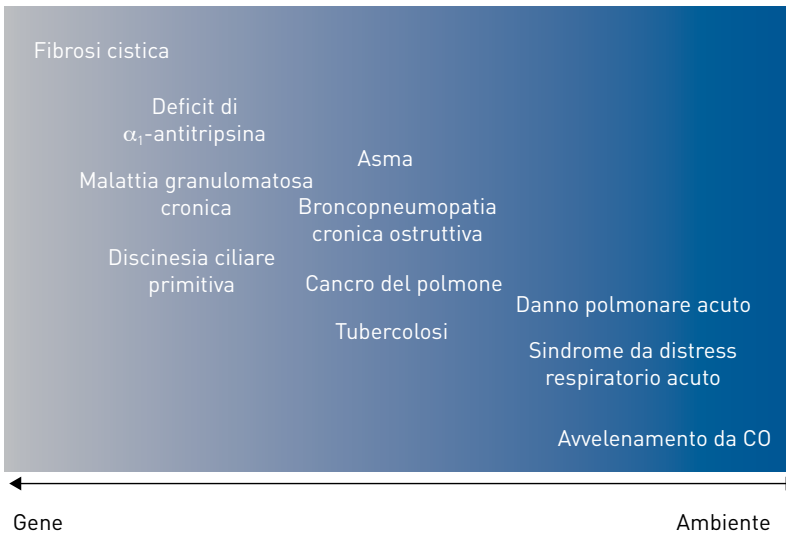 Fibrosi cistica
Deficit di
α₁-antitripsina
Malattia granulomatosa
cronica
Discinesia ciliare
primitiva
Asma
Broncopneumopatia
cronica ostruttiva
Cancro del polmone
Tubercolosi
Danno polmonare acuto
Sindrome da distress
respiratorio acuto
Avvelenamento da CO
Gene
Ambiente